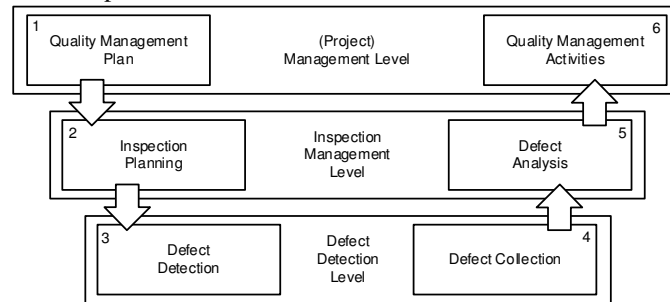 1
Quality Management
Plan
(Project)
Management Level
6
Quality Management
Activities
2
Inspection
Planning
Inspection
Management
Level
5
Defect
Analysis
3
Defect
Detection
Defect
Detection
Level
4
Defect Collection